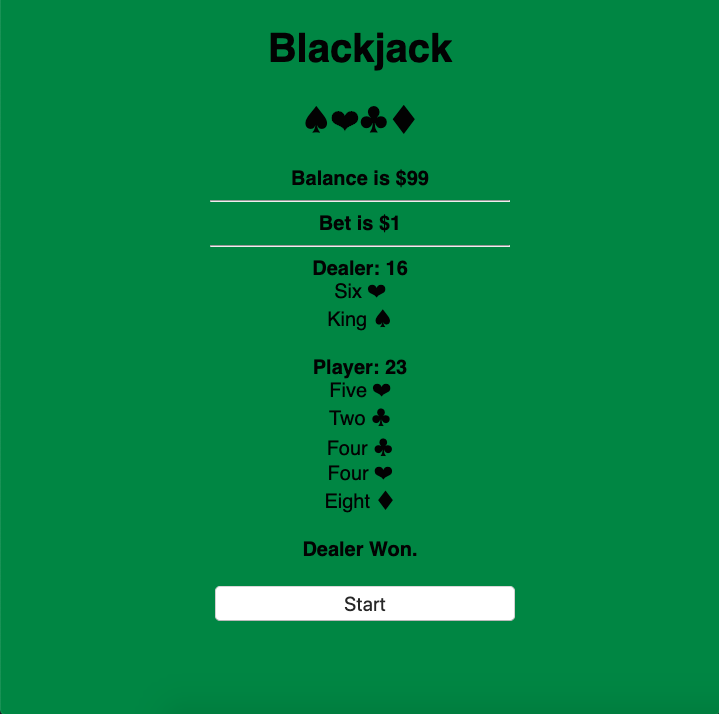 Blackjack
♠❤♣♦
Balance is $99
Bet is $1
Dealer: 16
Six ❤
King ♠
Player: 23
Five ❤
Two ♣
Four ♣
Four ❤
Eight ♦
Dealer Won.
Start